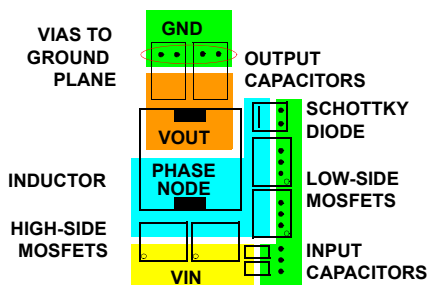 VIAS TO
GROUND
PLANE
GND
OUTPUT
CAPACITORS
SCHOTTKY
DIODE
VOUT
INDUCTOR
PHASE
NODE
LOW-SIDE
MOSFETS
HIGH-SIDE
MOSFETS
INPUT
CAPACITORS
VIN